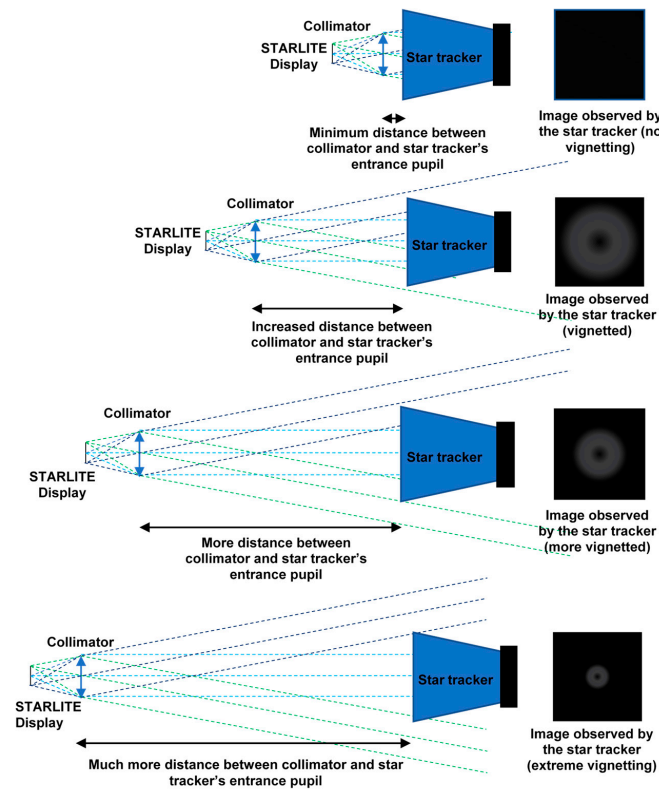 Collimator
STARLITE
Display
Star tracker
Minimum distance between
collimator and star tracker's
entrance pupil
Image observed by
the star tracker (no
vignetting)
Collimator
STARLITE
Display
Star tracker
Increased distance between
collimator and star tracker's
entrance pupil
Image observed
by the star tracker
(vignetted)
Collimator
STARLITE
Display
Star tracker
More distance between
collimator and star tracker's
entrance pupil
Image observed
by the star tracker
(more vignetted)
Collimator
STARLITE
Display
Star tracker
Much more distance between collimator and star
tracker's entrance pupil
Image observed by
the star tracker
(extreme vignetting)